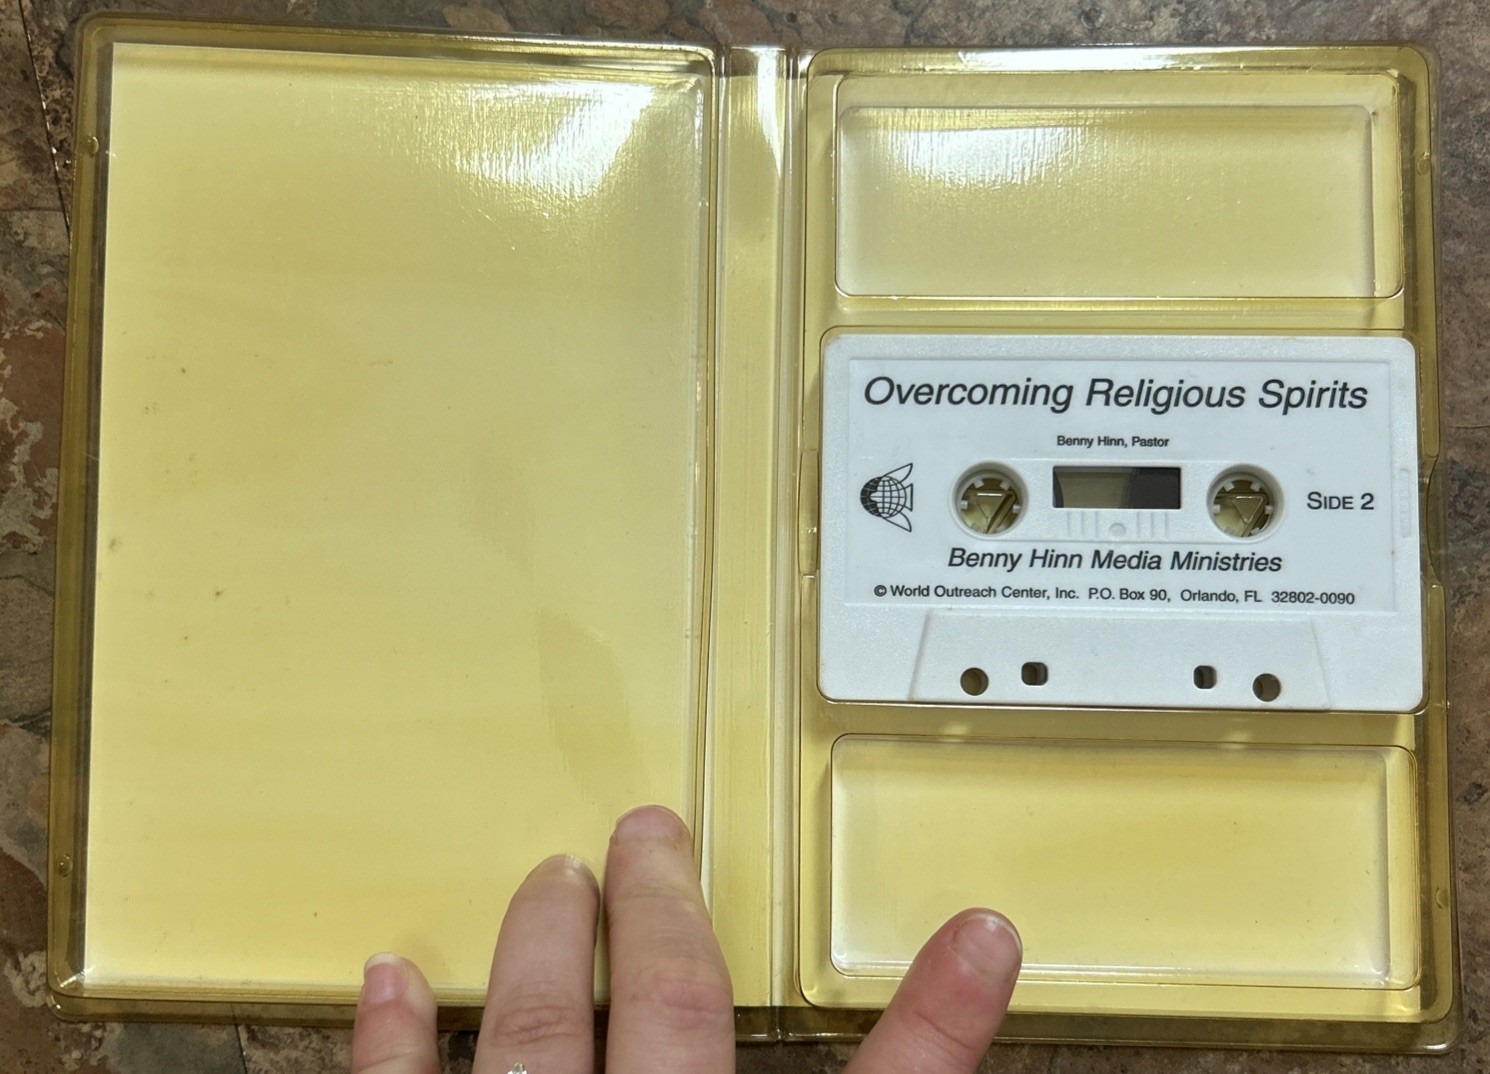 Overcoming Religious Spirits
Benny Hinn, Pastor
SIDE 2
Benny Hinn Media Ministries
© World Outreach Center, Inc. P.O. Box 90, Orlando, FL 32802-0090